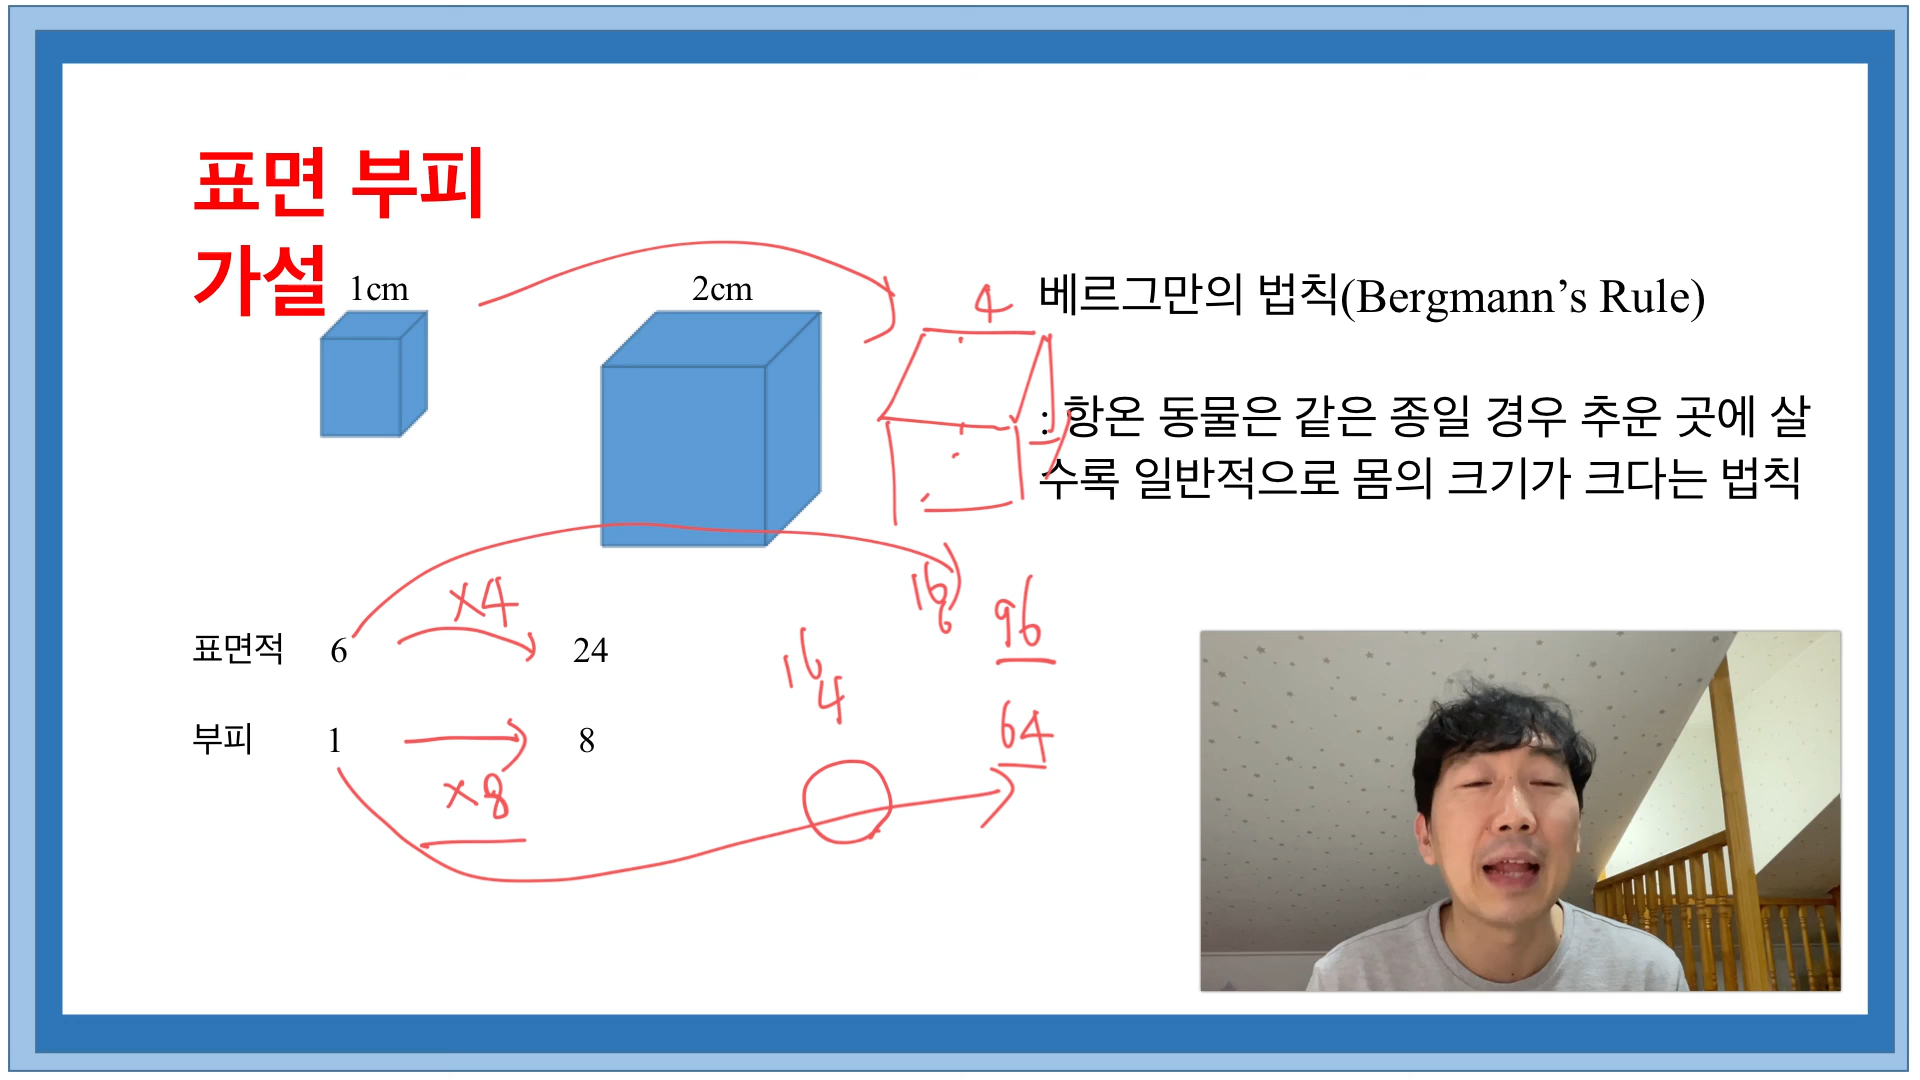 표면 부피
가설
1cm
2cm
4
베르그만의 법칙(Bergmann’s Rule)
: 항온 동물은 같은 종일 경우 추운 곳에 살
수록 일반적으로 몸의 크기가 크다는 법칙
×4
16
6
96
표면적 6 24
16
4
64
부피 1 8
×8